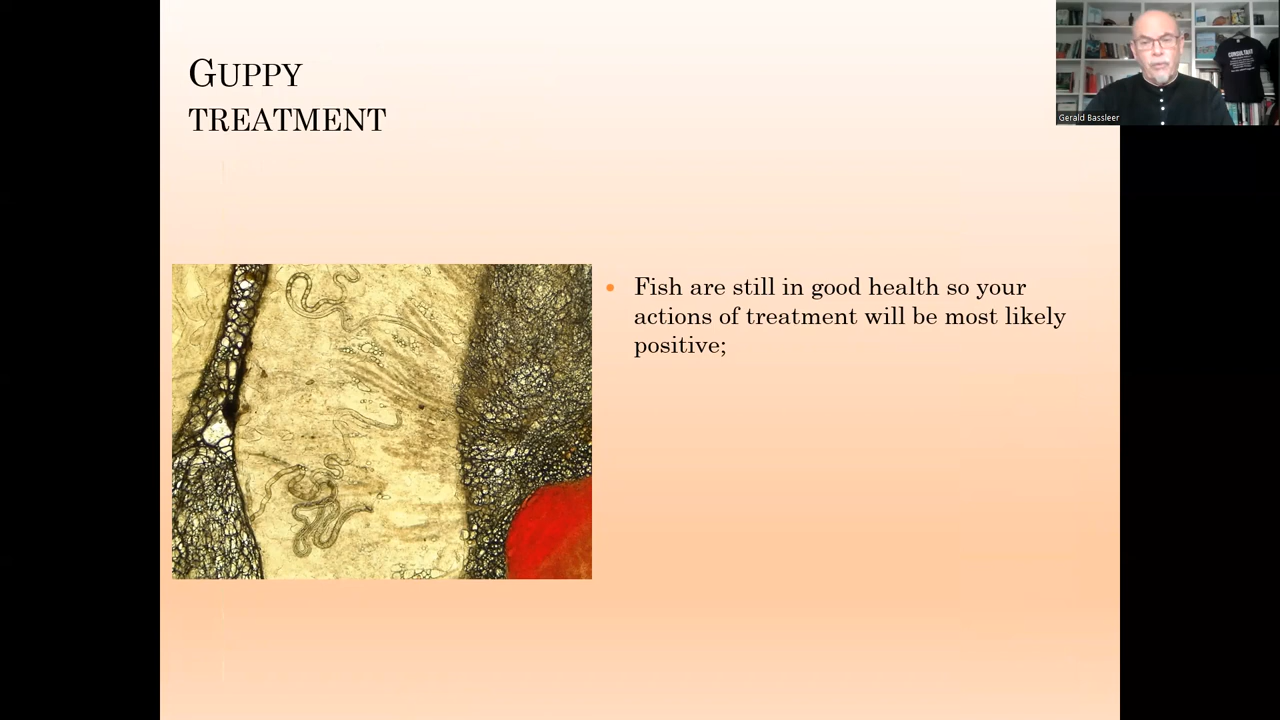 GUPPY
TREATMENT
Fish are still in good health so your
actions of treatment will be most likely
positive;
Gerald Bassleer
CONSULTANT